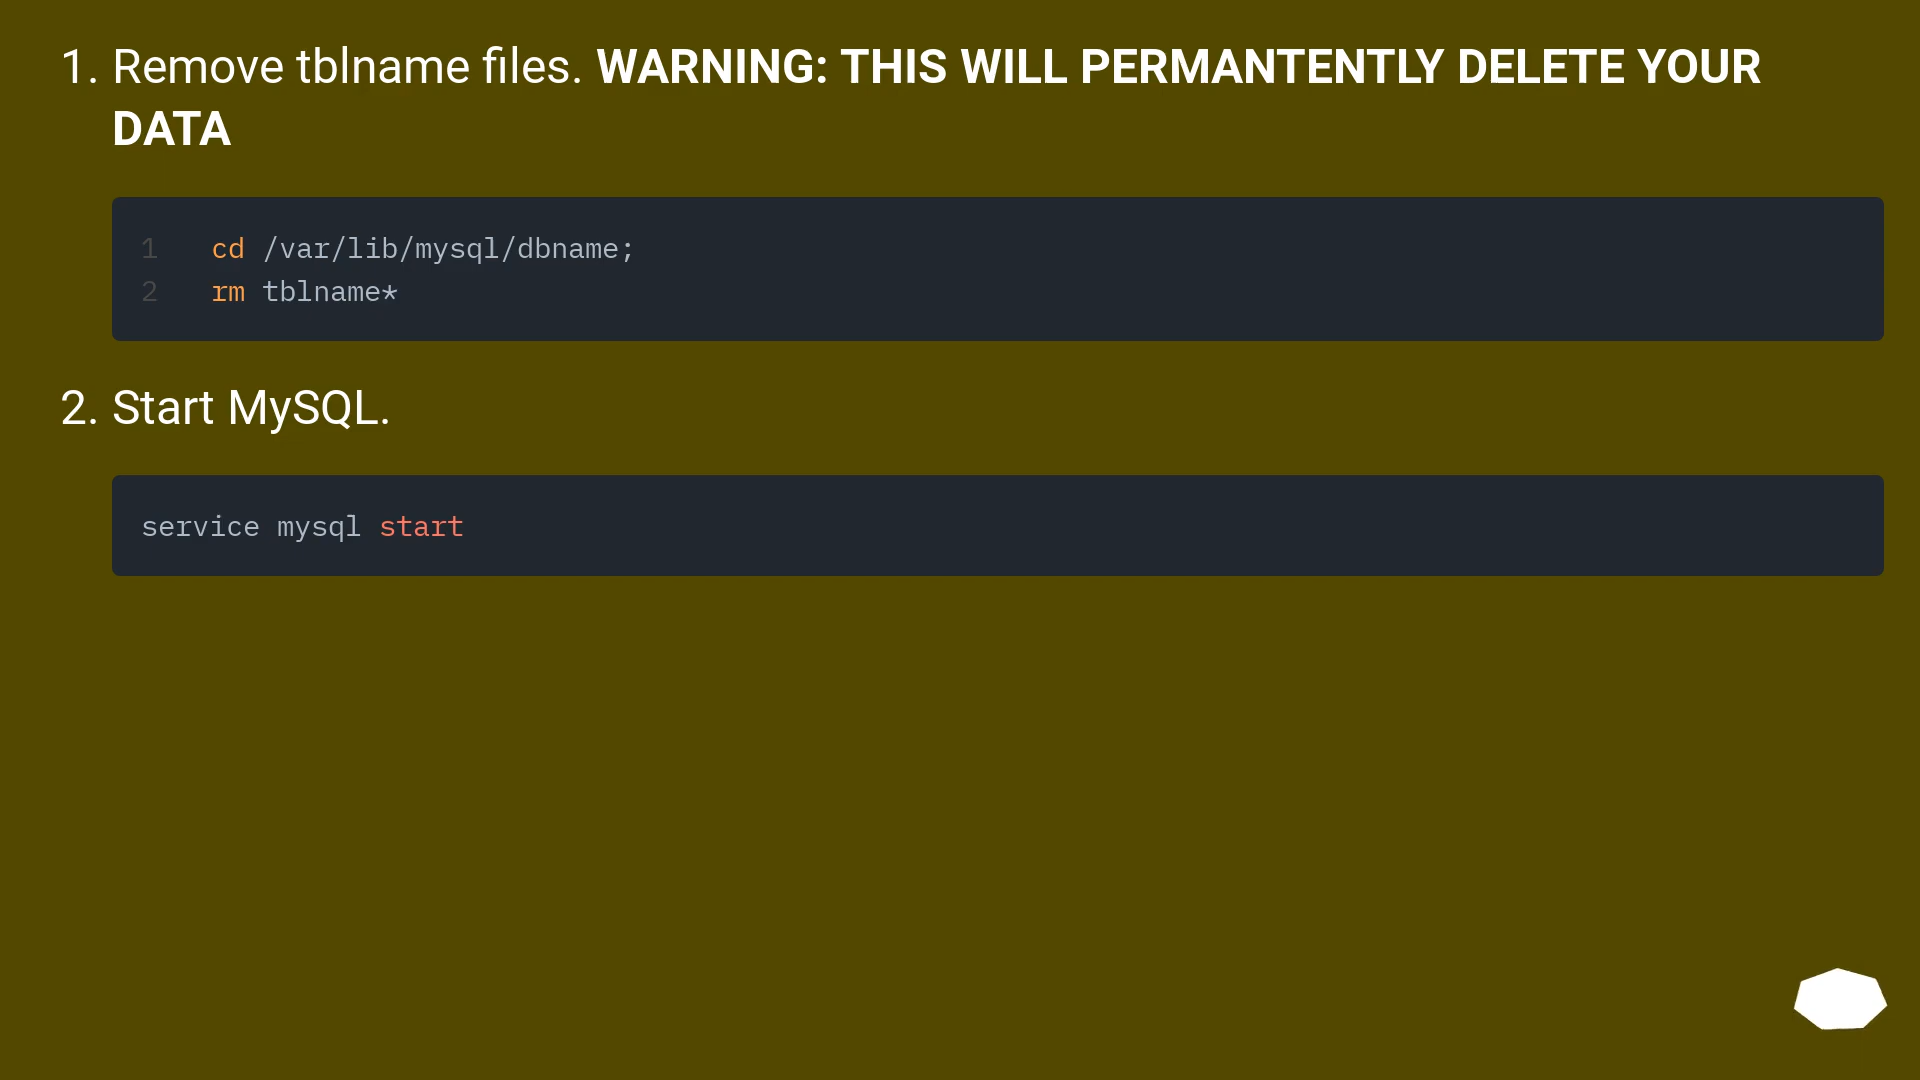 1. Remove tblname files. WARNING: THIS WILL PERMANTENTLY DELETE YOUR
DATA
1 cd /var/lib/mysql/dbname;
2 rm tblname*
2. Start MySQL.
service mysql start